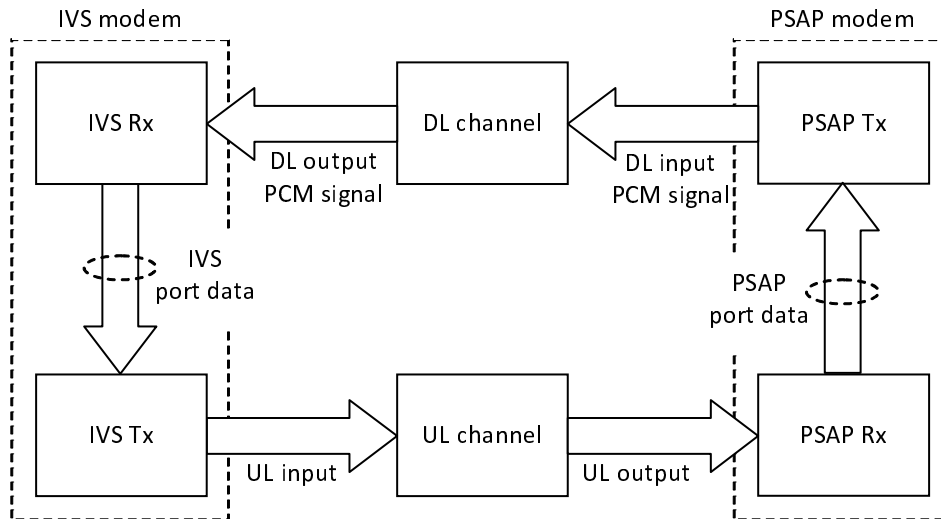 IVS modem
PSAP modem
IVS Rx
DL channel
PSAP Tx
DL output
PCM signal
DL input
PCM signal
IVS
port data
PSAP
port data
IVS Tx
UL channel
PSAP Rx
UL input
UL output